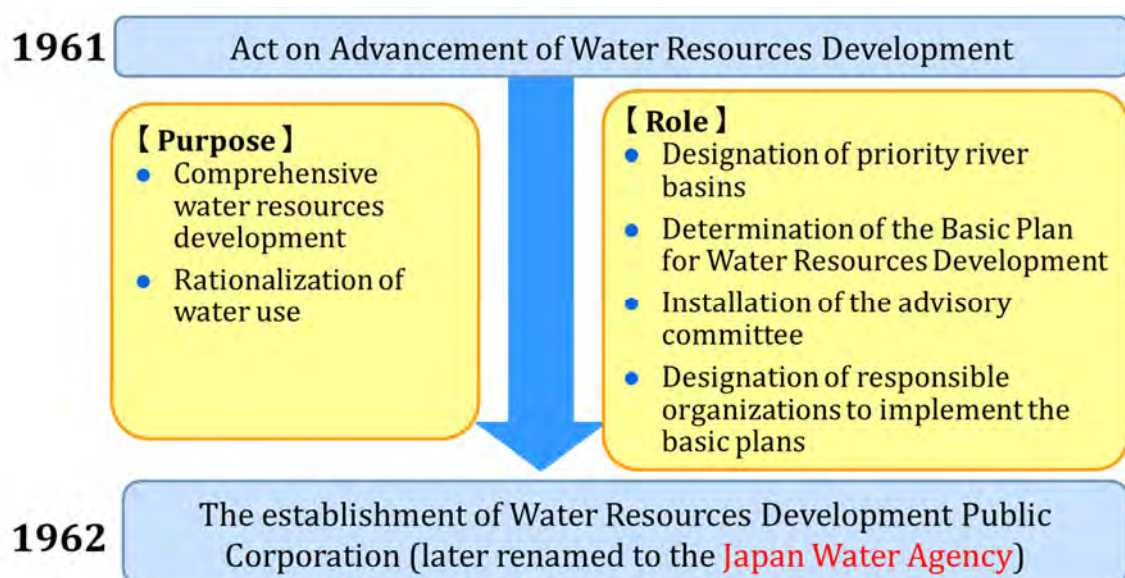 1961
Act on Advancement of Water Resources Development
【Purpose】
● Comprehensive
water resources
development
● Rationalization of
water use
【Role】
● Designation of priority river
basins
● Determination of the Basic Plan
for Water Resources Development
● Installation of the advisory
committee
● Designation of responsible
organizations to implement the
basic plans
1962
The establishment of Water Resources Development Public
Corporation (later renamed to the Japan Water Agency)